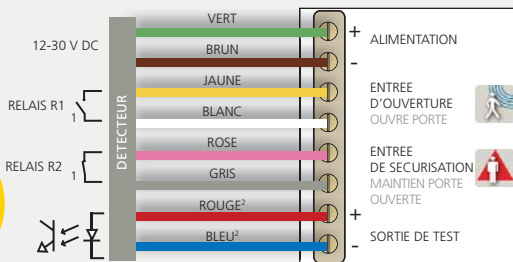 VERT
12-30 V DC
+ ALIMENTATION
BRUN
-
JAUNE
ENTREE
D'OUVERTURE
OUVRE PORTE
RELAIS R1
1
BLANC
DETECTEUR
ROSE
ENTREE
DE SECURISATION
MAINTIEN PORTE
OUVERTE
RELAIS R2
1
GRIS
ROUGE²
+
BLEU²
- SORTIE DE TEST